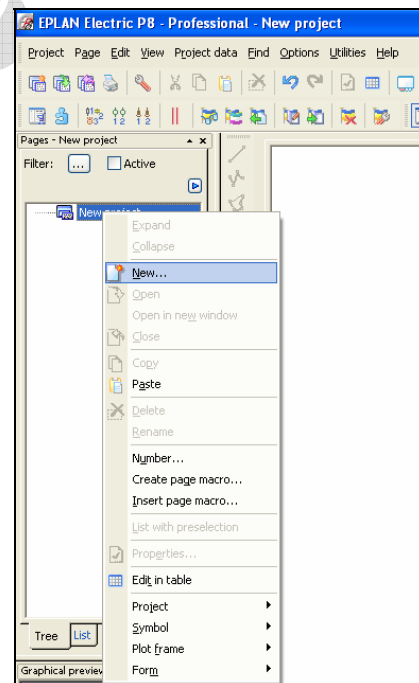 EPLAN Electric P8 - Professional - New project
Project Page Edit View Project data Find Options Utilities Help
Pages - New project
Filter: ... Active
New project
Expand
Collapse
New...
Open
Open in new window
Close
Copy
Paste
Delete
Rename
Number...
Create page macro...
Insert page macro...
List with preselection
Properties...
Edit in table
Project
Symbol
Plot frame
Form
Tree List
Graphical preview